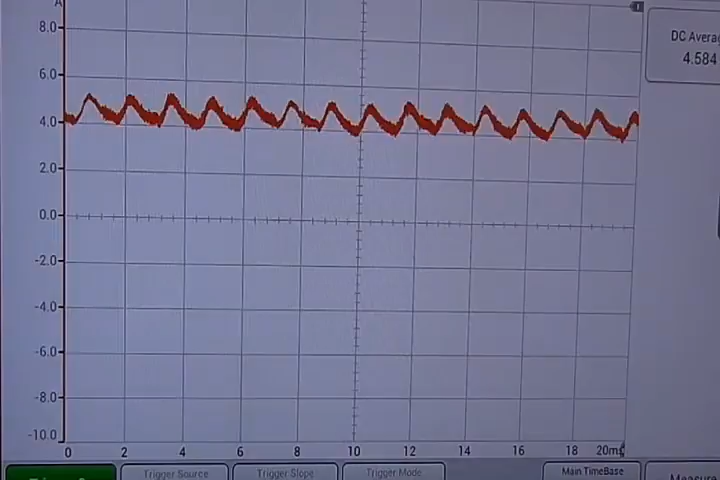 A
8.0
6.0
4.0
2.0
0.0
-2.0
-4.0
-6.0
-8.0
-10.0
0 2 4 6 8 10 12 14 16 18 20ms
DC Avera
4.584
Trigger Source
Trigger Slope
Trigger Mode
Main TimeBase
Measure